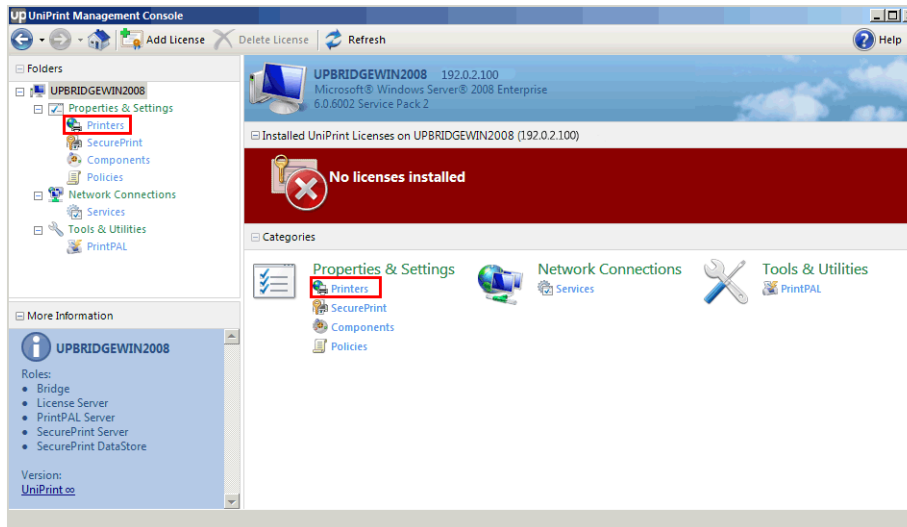 UP UniPrint Management Console
Add License Delete License Refresh Help
Folders
UPBRIDGEWIN2008
Properties & Settings
Printers
SecurePrint
Components
Policies
Network Connections
Services
Tools & Utilities
PrintPAL
More Information
UPBRIDGEWIN2008
Roles:
• Bridge
• License Server
• PrintPAL Server
• SecurePrint Server
• SecurePrint DataStore
Version:
UniPrint ∞
UPBRIDGEWIN2008 192.0.2.100
Microsoft® Windows Server® 2008 Enterprise
6.0.6002 Service Pack 2
Installed UniPrint Licenses on UPBRIDGEWIN2008 (192.0.2.100)
No licenses installed
Categories
Properties & Settings
Printers
SecurePrint
Components
Policies
Network Connections
Services
Tools & Utilities
PrintPAL